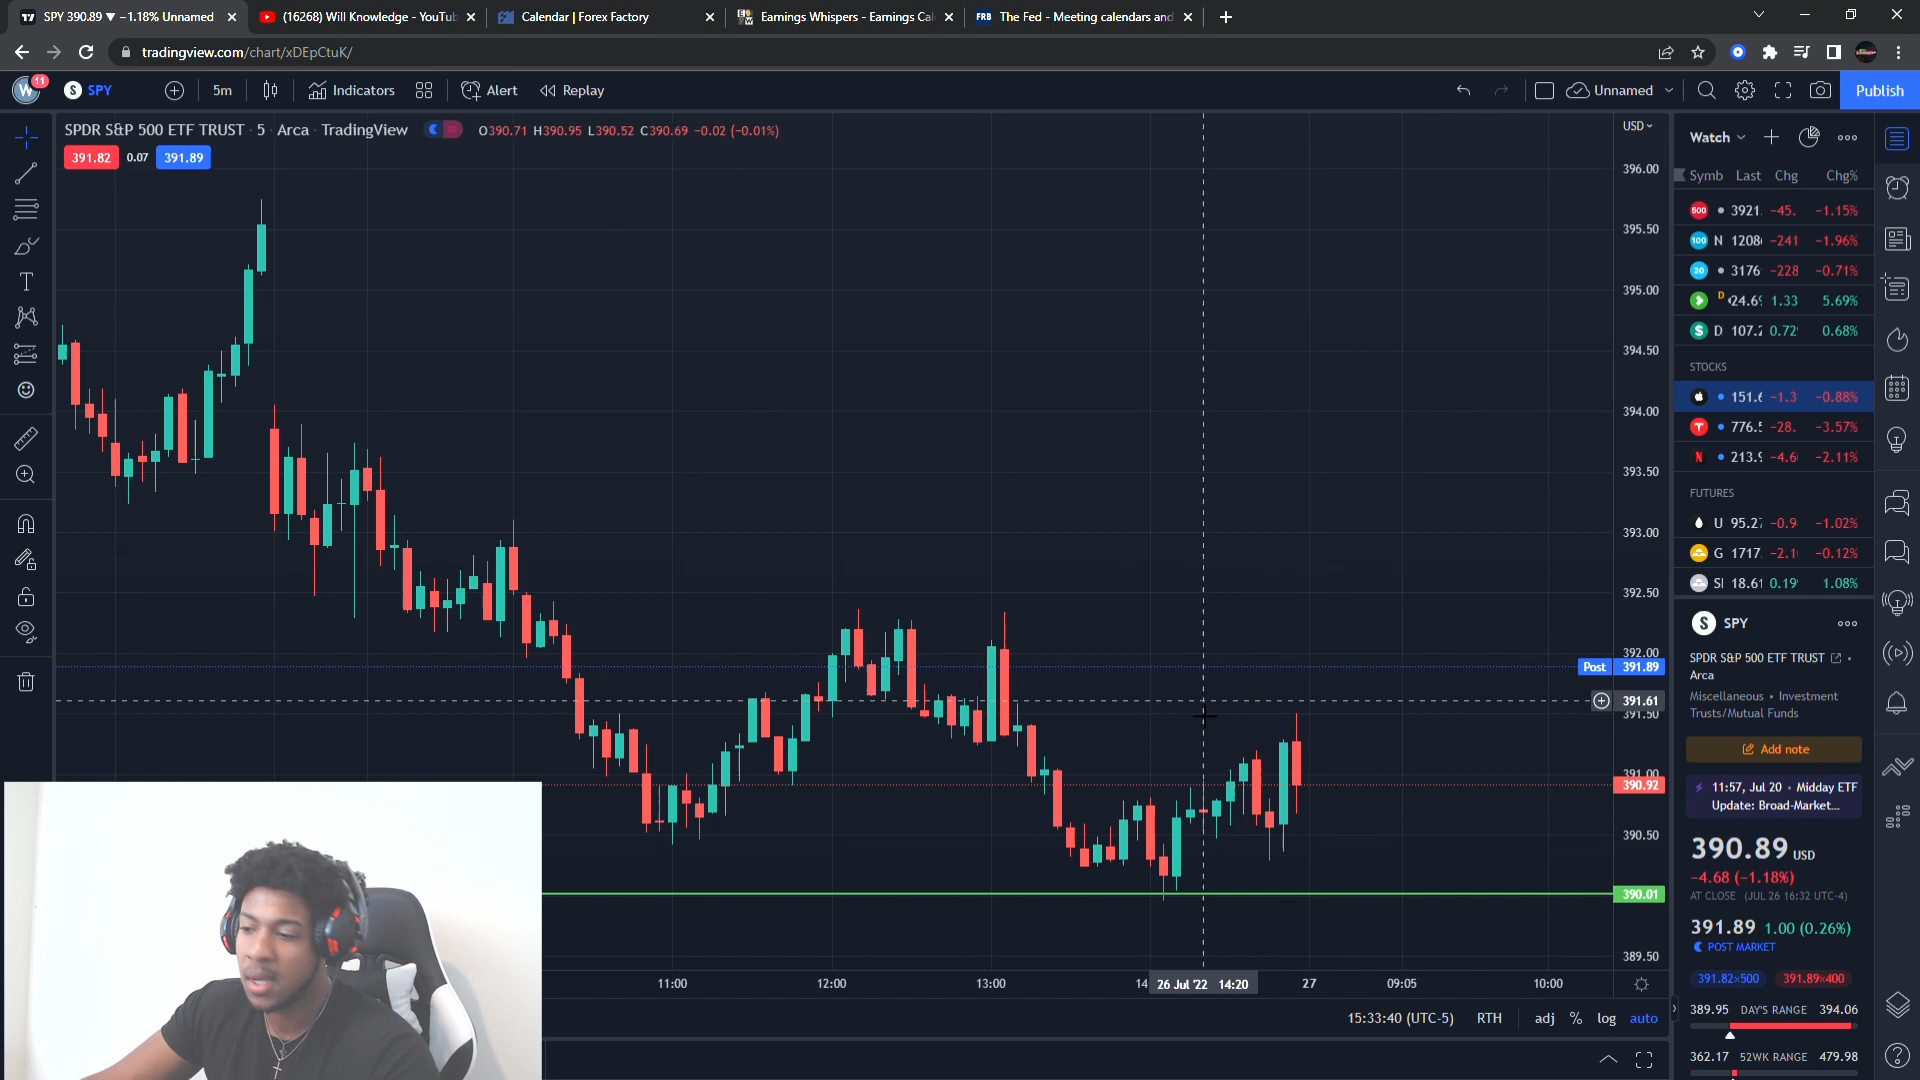 SPY 390.89 ▼ −1.18% Unnamed
(16268) Will Knowledge - YouTub
Calendar | Forex Factory
Earnings Whispers - Earnings Cal
FRB The Fed - Meeting calendars and
tradingview.com/chart/xDEpCtuK/
W 11
S SPY 5m Indicators Alert Replay Unnamed Publish
SPDR S&P 500 ETF TRUST · 5 · Arca · TradingView O390.71 H390.95 L390.52 C390.69 −0.02 (−0.01%)
391.82 0.07 391.89
USD
396.00
395.50
395.00
394.50
394.00
393.50
393.00
392.50
392.00
Post 391.89
391.61
391.50
391.00
390.92
390.50
390.01
389.50
11:00 12:00 13:00 14 26 Jul '22 14:20 27 09:05 10:00
15:33:40 (UTC-5) RTH adj % log auto
Watch
Symb Last Chg Chg%
500 3921 −45. −1.15%
100 N 1208 −241 −1.96%
30 3176 −228 −0.71%
D 24.6 1.33 5.69%
$ D 107.2 0.72 0.68%
STOCKS
151.6 −1.3 −0.88%
T 776.5 −28. −3.57%
N 213.9 −4.6 −2.11%
FUTURES
U 95.27 −0.9 −1.02%
G 1717. −2.1 −0.12%
SI 18.61 0.19 1.08%
S SPY
SPDR S&P 500 ETF TRUST
Arca
Miscellaneous • Investment
Trusts/Mutual Funds
Add note
11:57, Jul 20 • Midday ETF
Update: Broad-Market...
390.89 USD
−4.68 (−1.18%)
AT CLOSE (JUL 26 16:32 UTC-4)
391.89 1.00 (0.26%)
POST MARKET
391.82×500 391.89×400
389.95 DAY'S RANGE 394.06
362.17 52WK RANGE 479.98